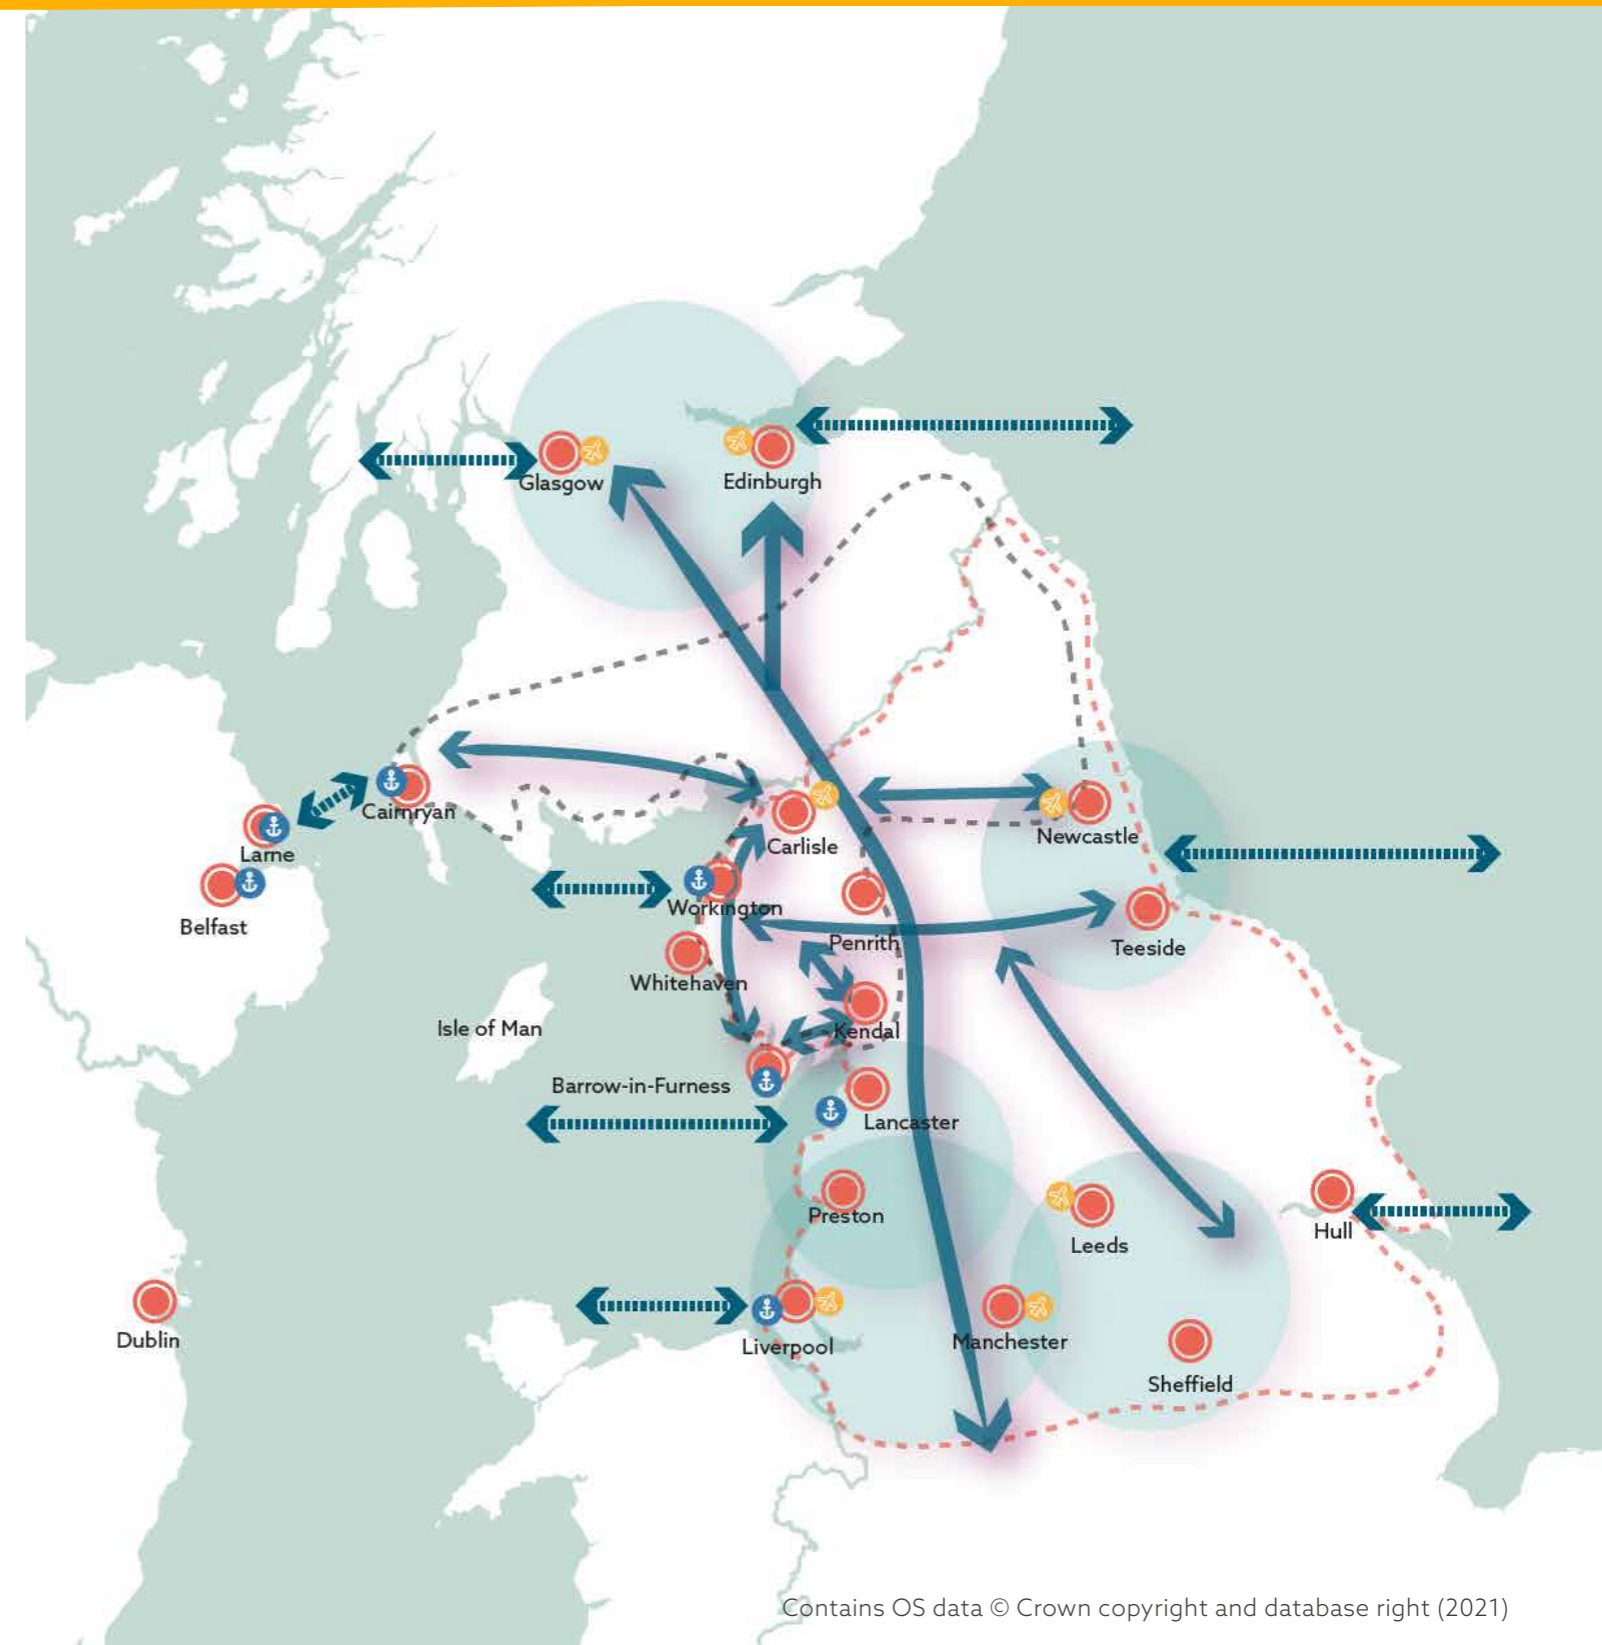 Glasgow
Edinburgh
Cairnryan
Larne
Belfast
Carlisle
Newcastle
Workington
Penrith
Teeside
Whitehaven
Isle of Man
Kendal
Barrow-in-Furness
Lancaster
Preston
Leeds
Hull
Dublin
Liverpool
Manchester
Sheffield
Contains OS data © Crown copyright and database right (2021)